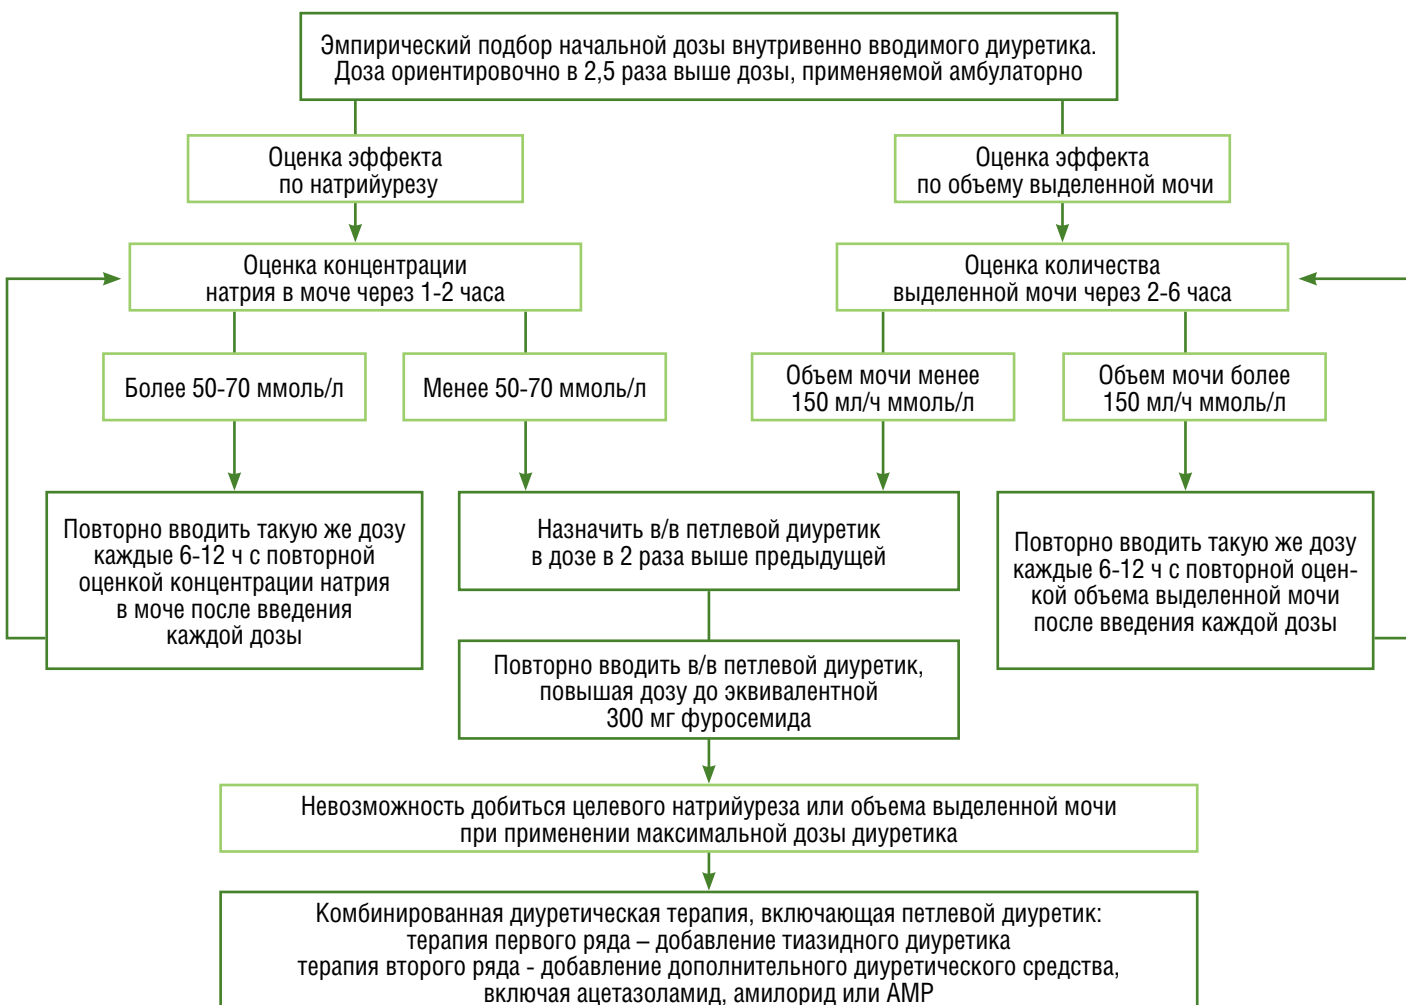 Эмпирический подбор начальной дозы внутривенно вводимого диуретика.
Доза ориентировочно в 2,5 раза выше дозы, применяемой амбулаторно
Оценка эффекта
по натрийурезу
Оценка эффекта
по объему выделенной мочи
Оценка концентрации
натрия в моче через 1-2 часа
Оценка количества
выделенной мочи через 2-6 часа
Более 50-70 ммоль/л
Менее 50-70 ммоль/л
Объем мочи менее
150 мл/ч ммоль/л
Объем мочи более
150 мл/ч ммоль/л
Повторно вводить такую же дозу
каждые 6-12 ч с повторной
оценкой концентрации натрия
в моче после введения
каждой дозы
Назначить в/в петлевой диуретик
в дозе в 2 раза выше предыдущей
Повторно вводить такую же дозу
каждые 6-12 ч с повторной оцен-
кой объема выделенной мочи
после введения каждой дозы
Повторно вводить в/в петлевой диуретик,
повышая дозу до эквивалентной
300 мг фуросемида
Невозможность добиться целевого натрийуреза или объема выделенной мочи
при применении максимальной дозы диуретика
Комбинированная диуретическая терапия, включающая петлевой диуретик:
терапия первого ряда – добавление тиазидного диуретика
терапия второго ряда - добавление дополнительного диуретического средства,
включая ацетазоламид, амилорид или АМР